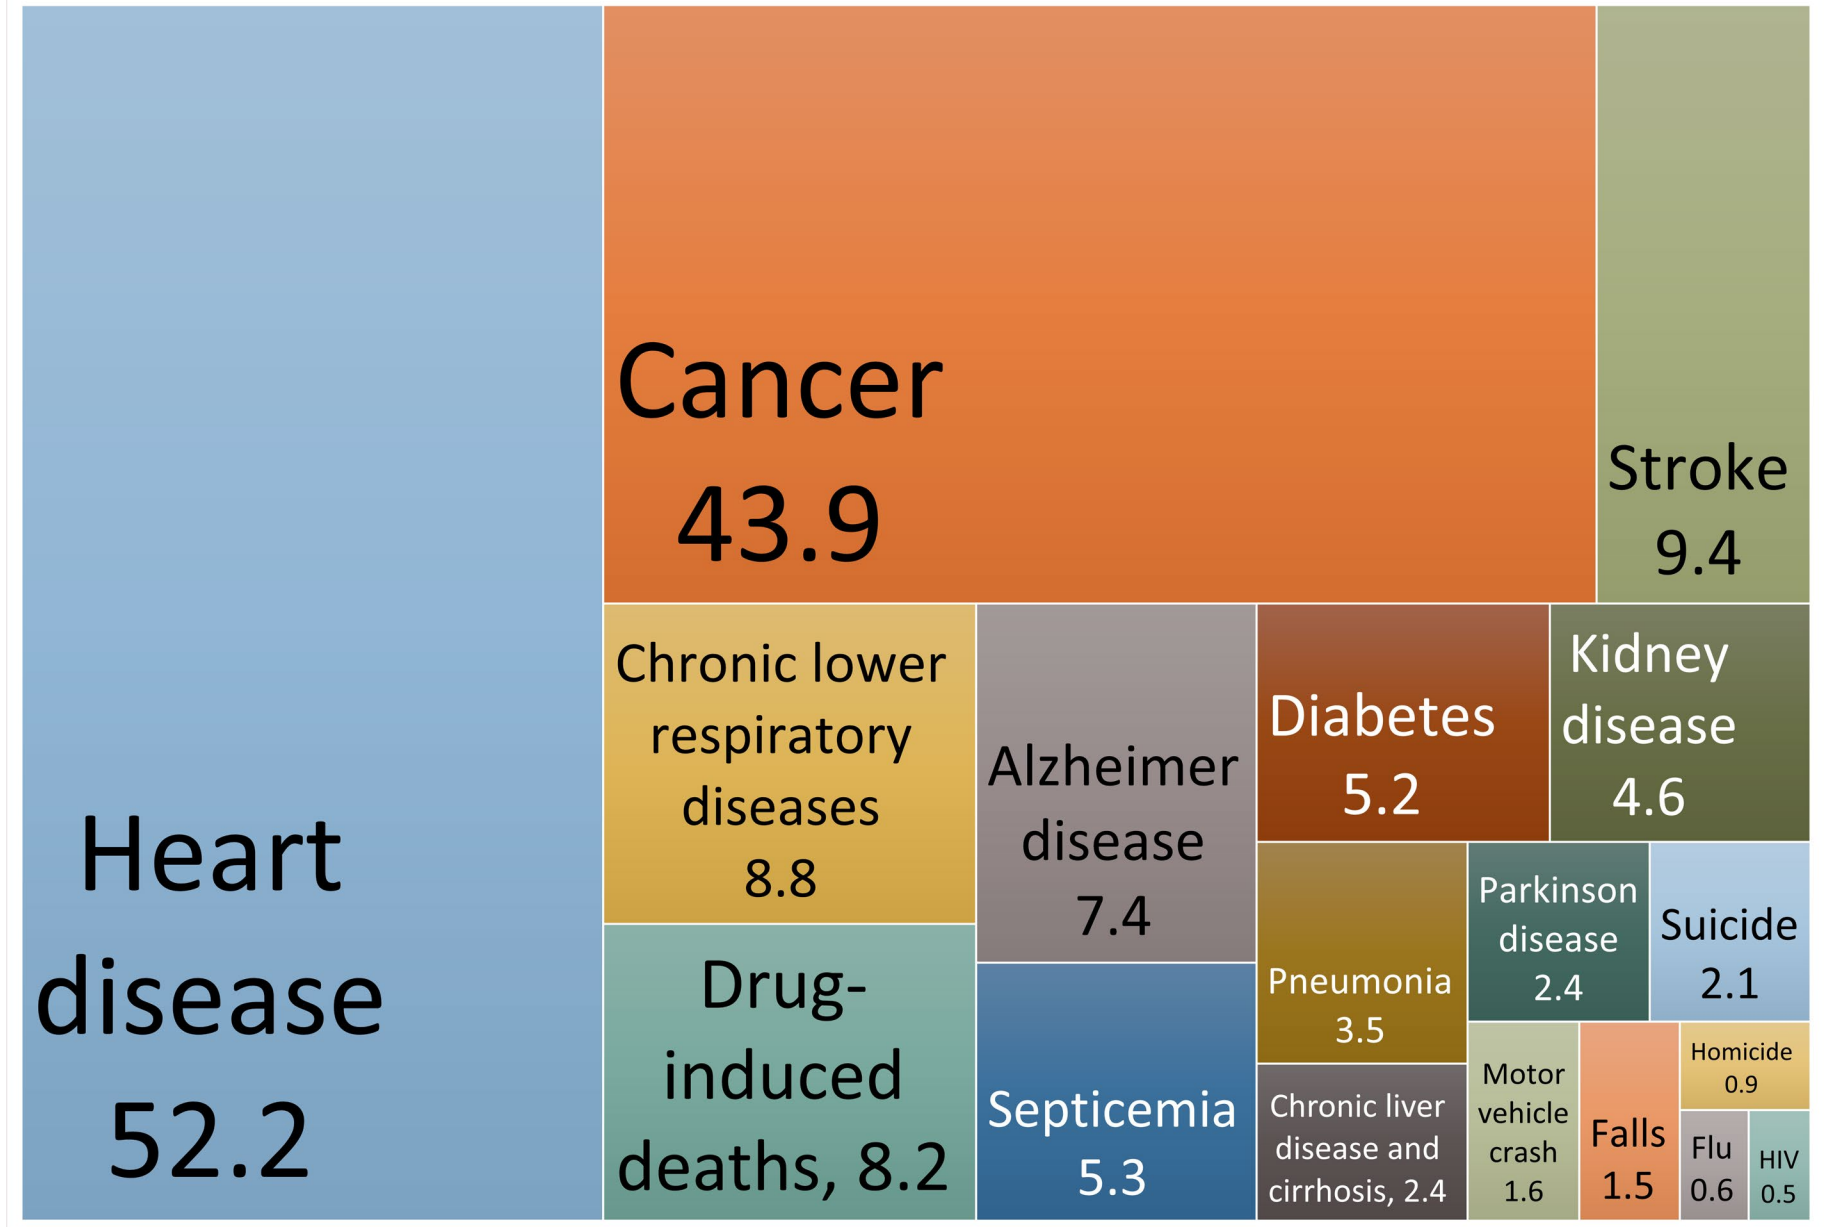 Heart
disease
52.2
Cancer
43.9
Stroke
9.4
Chronic lower
respiratory
diseases
8.8
Drug-
induced
deaths, 8.2
Alzheimer
disease
7.4
Septicemia
5.3
Diabetes
5.2
Kidney
disease
4.6
Pneumonia
3.5
Chronic liver
disease and
cirrhosis, 2.4
Parkinson
disease
2.4
Suicide
2.1
Motor
vehicle
crash
1.6
Falls
1.5
Homicide
0.9
Flu
0.6
HIV
0.5